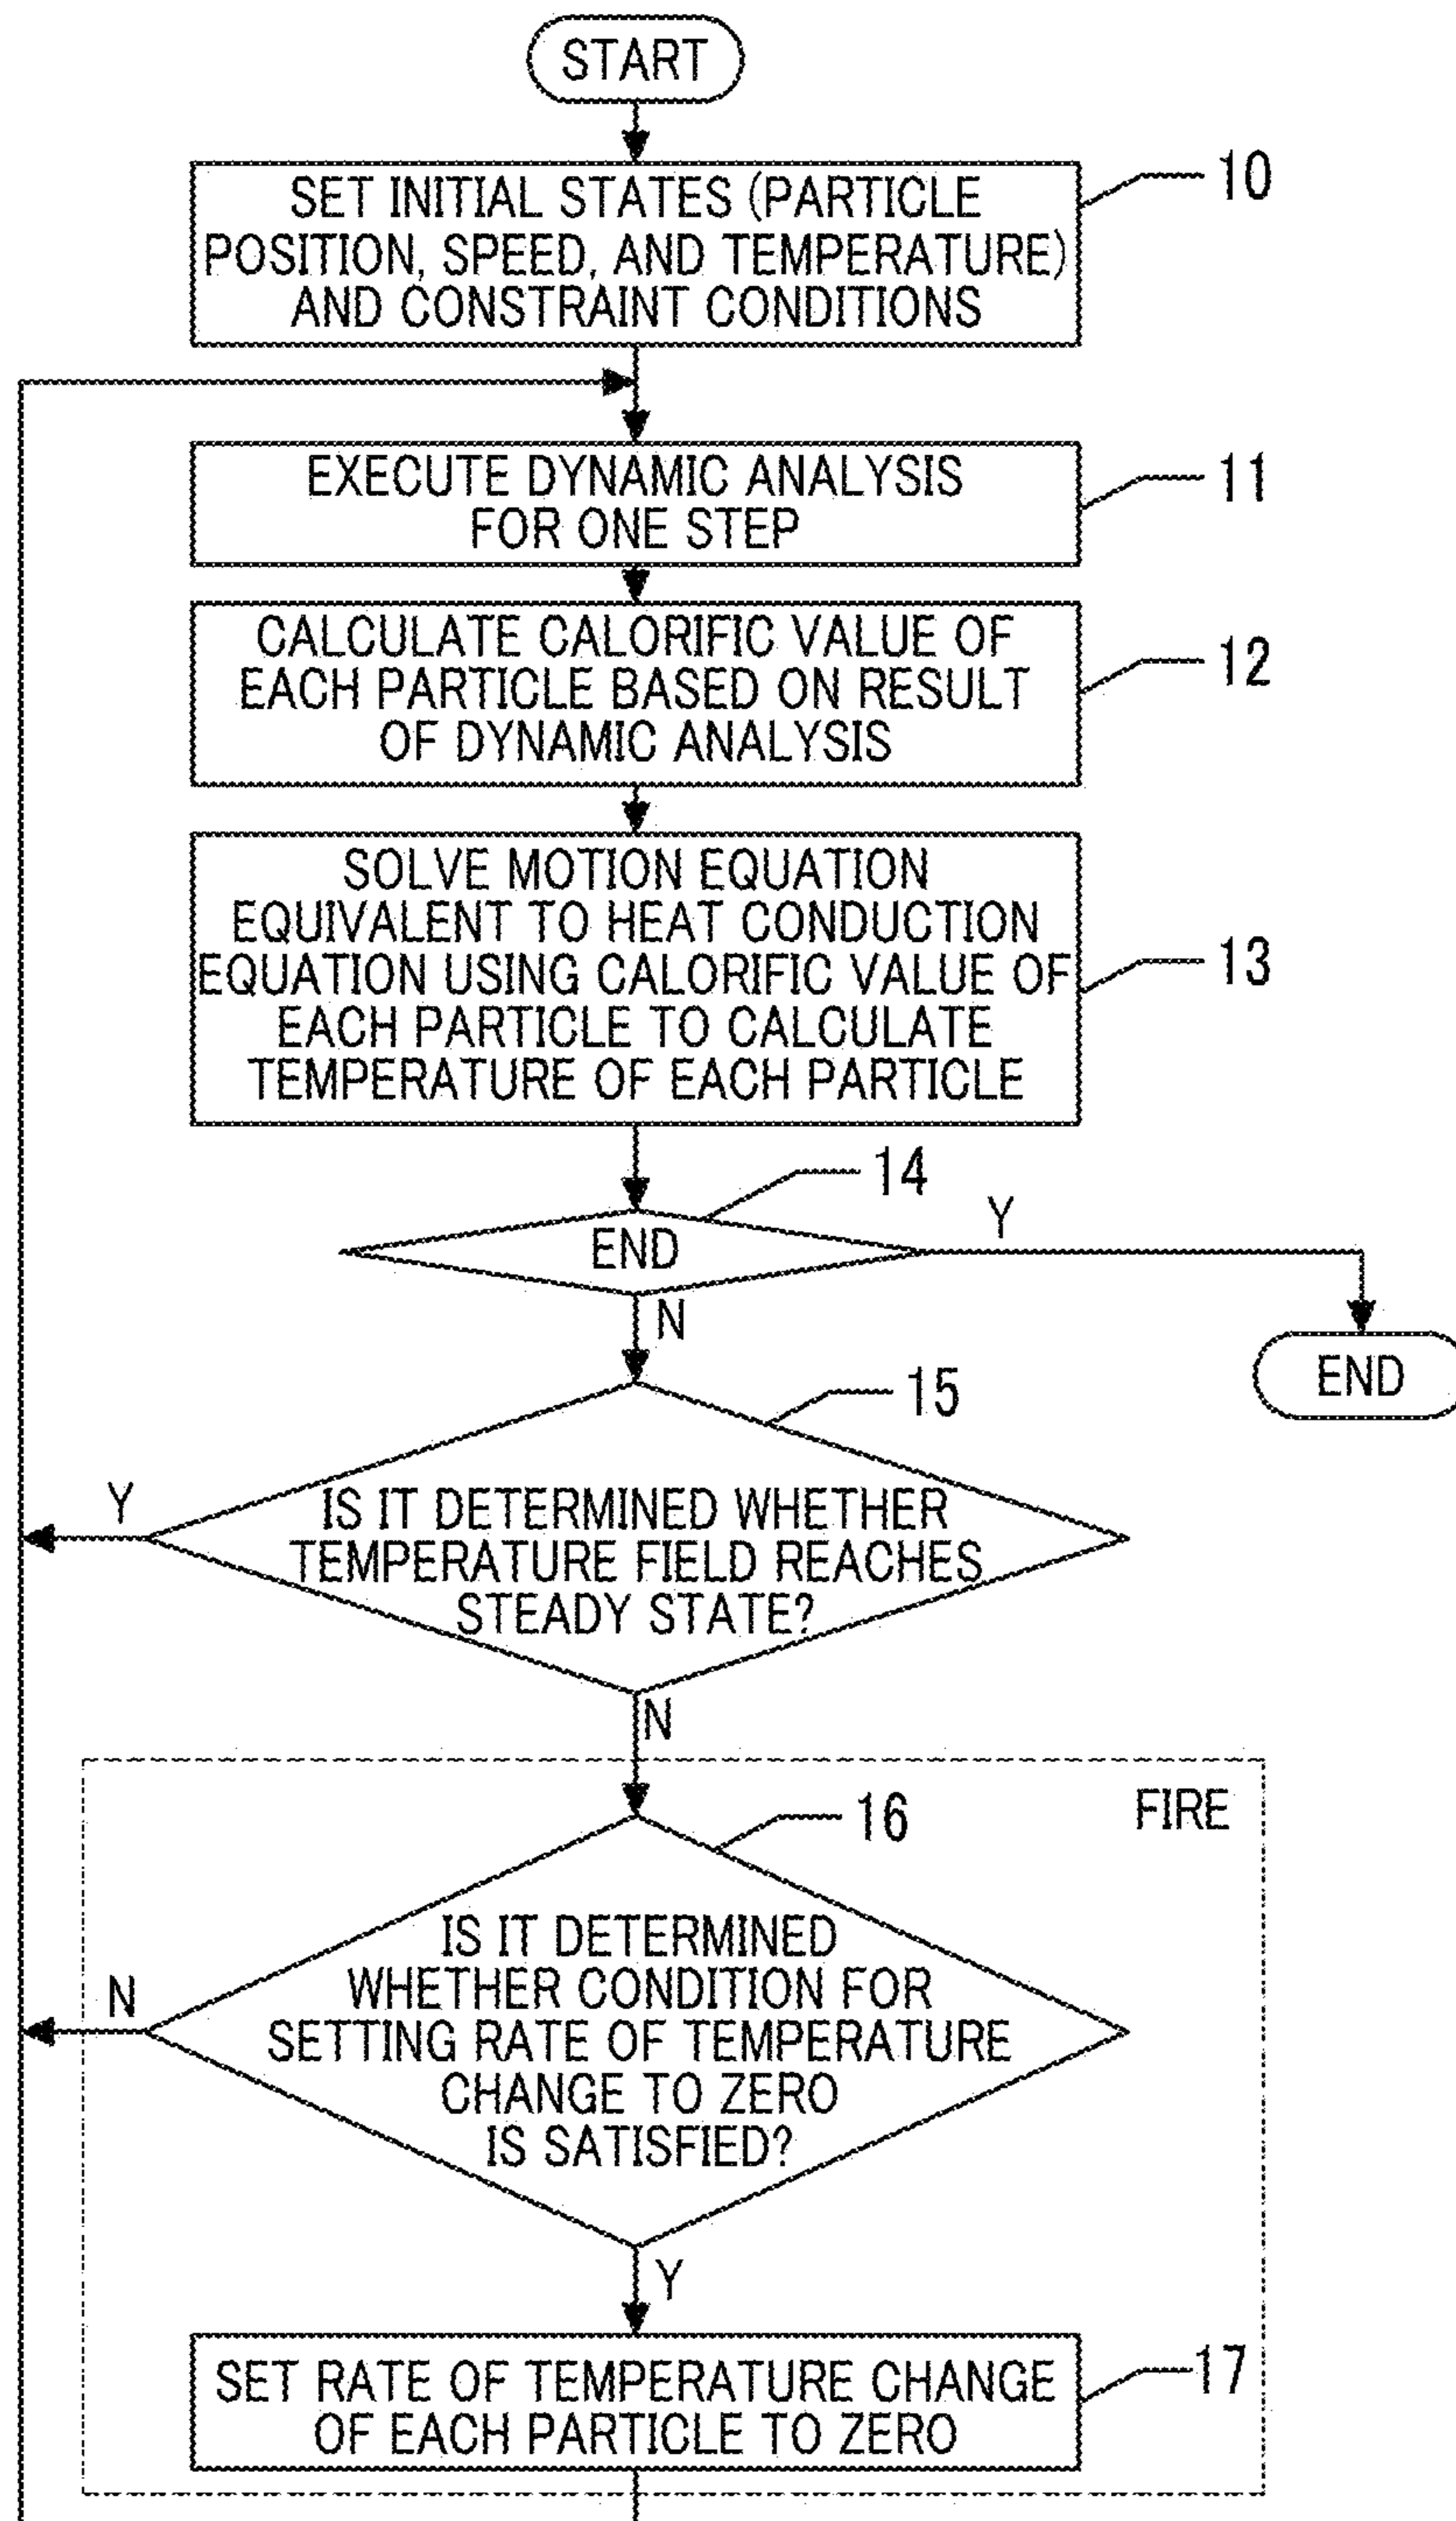 START
SET INITIAL STATES (PARTICLE
POSITION, SPEED, AND TEMPERATURE)
AND CONSTRAINT CONDITIONS
10
EXECUTE DYNAMIC ANALYSIS
FOR ONE STEP
11
CALCULATE CALORIFIC VALUE OF
EACH PARTICLE BASED ON RESULT
OF DYNAMIC ANALYSIS
12
SOLVE MOTION EQUATION
EQUIVALENT TO HEAT CONDUCTION
EQUATION USING CALORIFIC VALUE OF
EACH PARTICLE TO CALCULATE
TEMPERATURE OF EACH PARTICLE
13
14
END
Y
N
END
15
Y
IS IT DETERMINED WHETHER
TEMPERATURE FIELD REACHES
STEADY STATE?
N
FIRE
16
IS IT DETERMINED
WHETHER CONDITION FOR
SETTING RATE OF TEMPERATURE
CHANGE TO ZERO
IS SATISFIED?
N
Y
SET RATE OF TEMPERATURE CHANGE
OF EACH PARTICLE TO ZERO
17